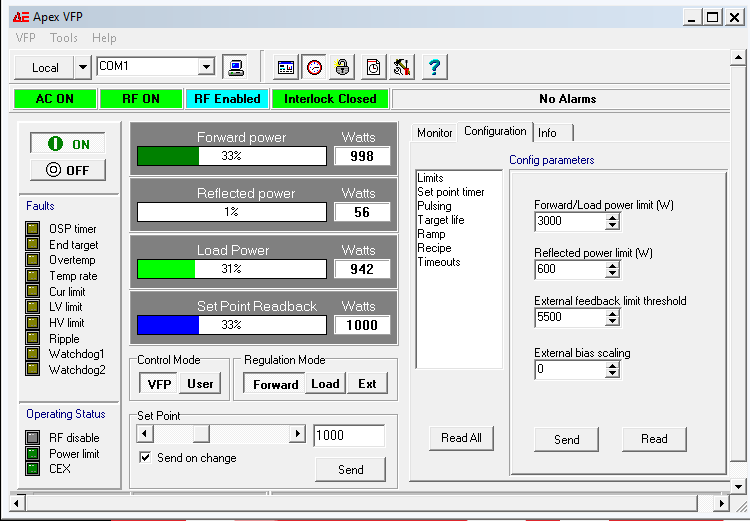 Apex VFP
VFP Tools Help
Local COM1
AC ON RF ON RF Enabled Interlock Closed No Alarms
ON
OFF
Faults
OSP timer
End target
Overtemp
Temp rate
Cur limit
LV limit
HV limit
Ripple
Watchdog1
Watchdog2
Operating Status
RF disable
Power limit
CEX
Forward power Watts
33% 998
Reflected power Watts
1% 56
Load Power Watts
31% 942
Set Point Readback Watts
33% 1000
Control Mode
VFP User
Regulation Mode
Forward Load Ext
Set Point
1000
Send on change
Send
Monitor Configuration Info
Limits
Set point timer
Pulsing
Target life
Ramp
Recipe
Timeouts
Read All
Config parameters
Forward/Load power limit (W)
3000
Reflected power limit (W)
600
External feedback limit threshold
5500
External bias scaling
0
Send Read